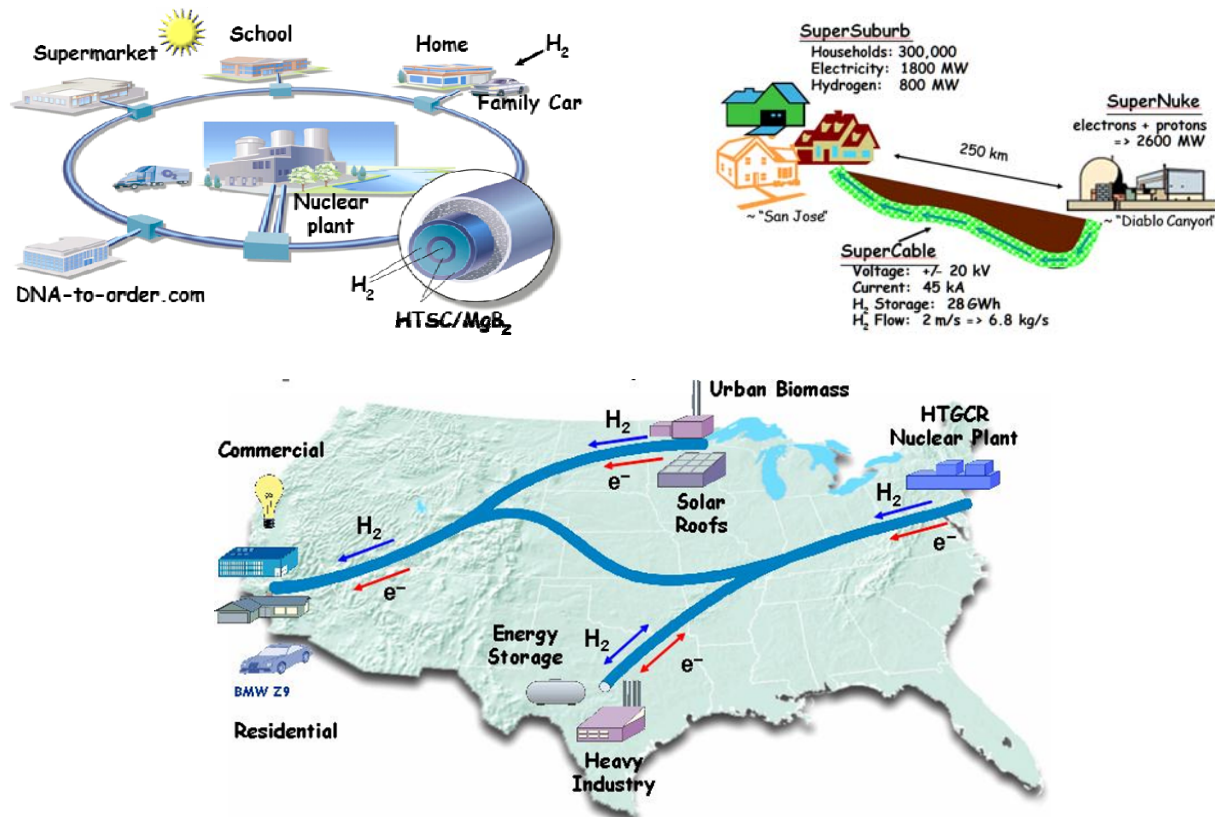 Supermarket
School
Home
H₂
Family Car
Nuclear
plant
DNA-to-order.com
H₂
HTSC/MgB₂
SuperSuburb
Households: 300,000
Electricity: 1800 MW
Hydrogen: 800 MW
SuperNuke
electrons + protons
=> 2600 MW
250 km
~ "San Jose"
~ "Diablo Canyon"
SuperCable
Voltage: +/- 20 kV
Current: 45 kA
H₂ Storage: 28 GWh
H₂ Flow: 2 m/s => 6.8 kg/s
Urban Biomass
H₂
e⁻
Solar
Roofs
HTGCR
Nuclear Plant
H₂
e⁻
Commercial
H₂
e⁻
BMW Z9
Residential
Energy
Storage
H₂
e⁻
Heavy
Industry